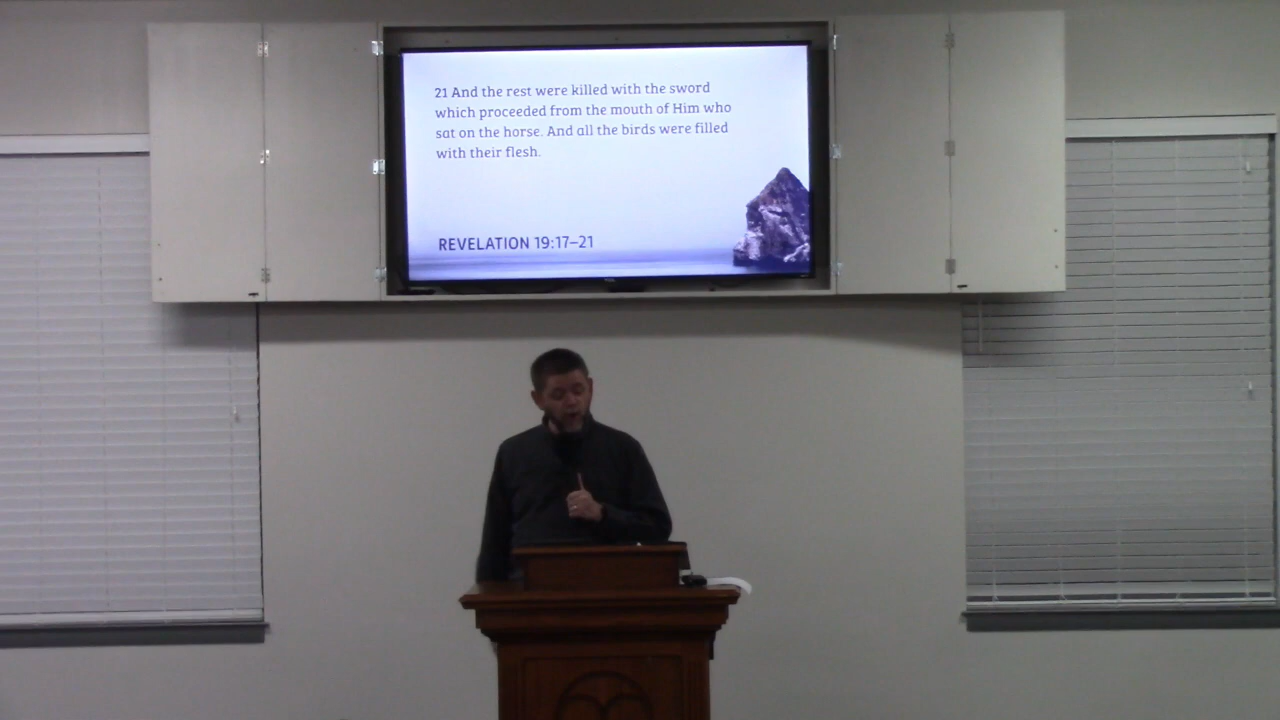 21 And the rest were killed with the sword
which proceeded from the mouth of Him who
sat on the horse. And all the birds were filled
with their flesh.
REVELATION 19:17–21